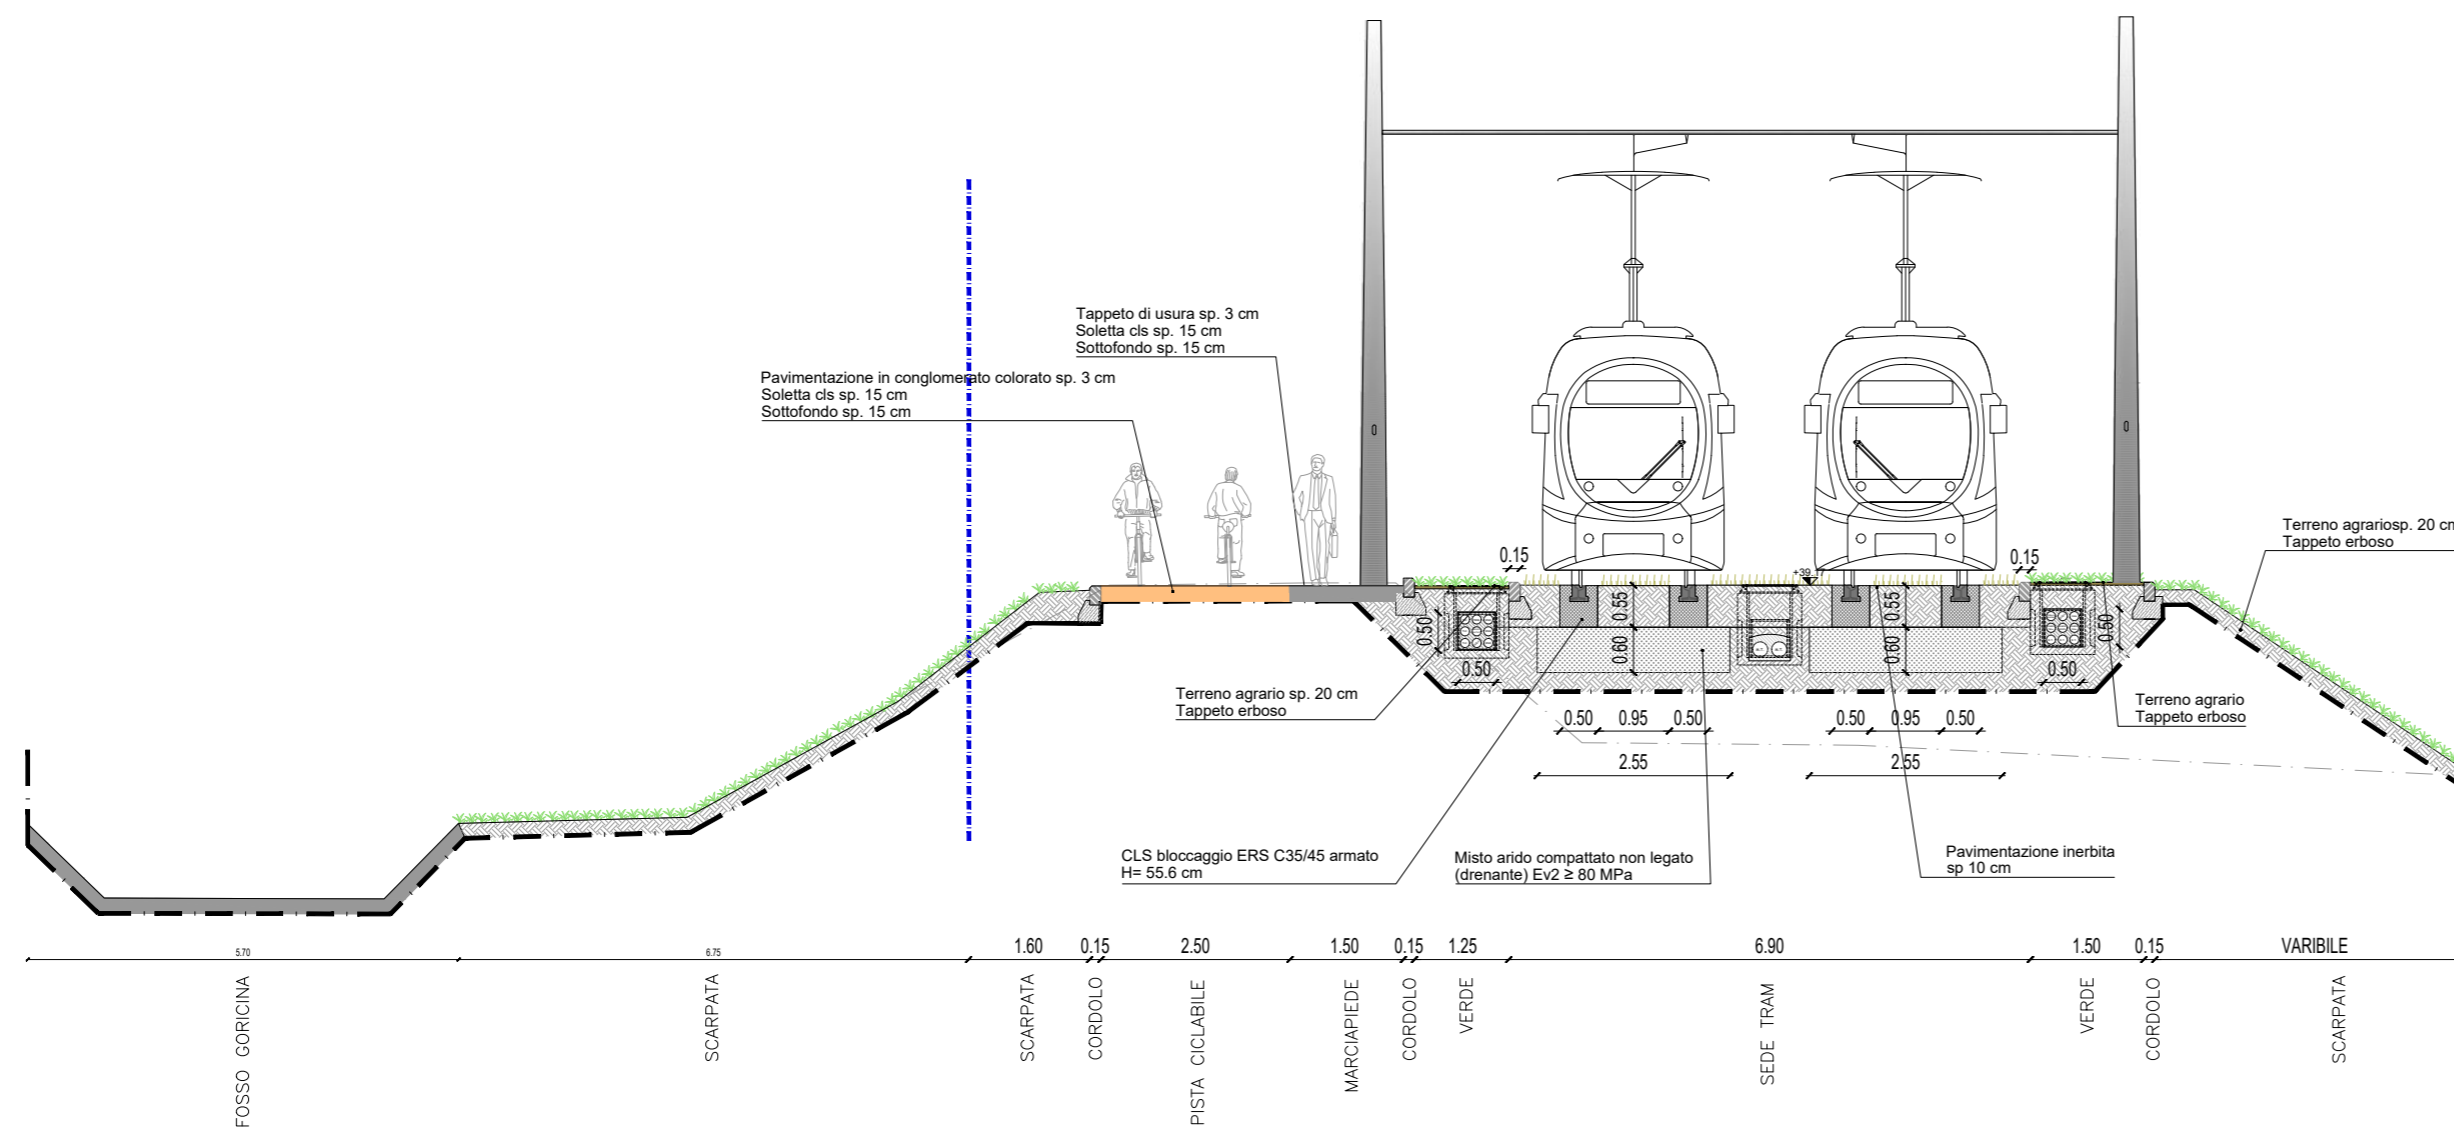 Tappeto di usura sp. 3 cm
Soletta cls sp. 15 cm
Sottofondo sp. 15 cm
Pavimentazione in conglomerato colorato sp. 3 cm
Soletta cls sp. 15 cm
Sottofondo sp. 15 cm
Terreno agrariosp. 20 cm
Tappeto erboso
0.15
0.15
+39.17
0.55
0.55
0.50
0.50
0.60
0.60
0.50
0.50
Terreno agrario sp. 20 cm
Tappeto erboso
Terreno agrario
Tappeto erboso
0.50 0.95 0.50
0.50 0.95 0.50
2.55
2.55
CLS bloccaggio ERS C35/45 armato
H= 55.6 cm
Misto arido compattato non legato
(drenante) Ev2 ≥ 80 MPa
Pavimentazione inerbita
sp 10 cm
5.70 6.75 1.60 0.15 2.50 1.50 0.15 1.25 6.90 1.50 0.15 VARIBILE
FOSSO GORICINA
SCARPATA
SCARPATA
CORDOLO
PISTA CICLABILE
MARCIAPIEDE
CORDOLO
VERDE
SEDE TRAM
VERDE
CORDOLO
SCARPATA